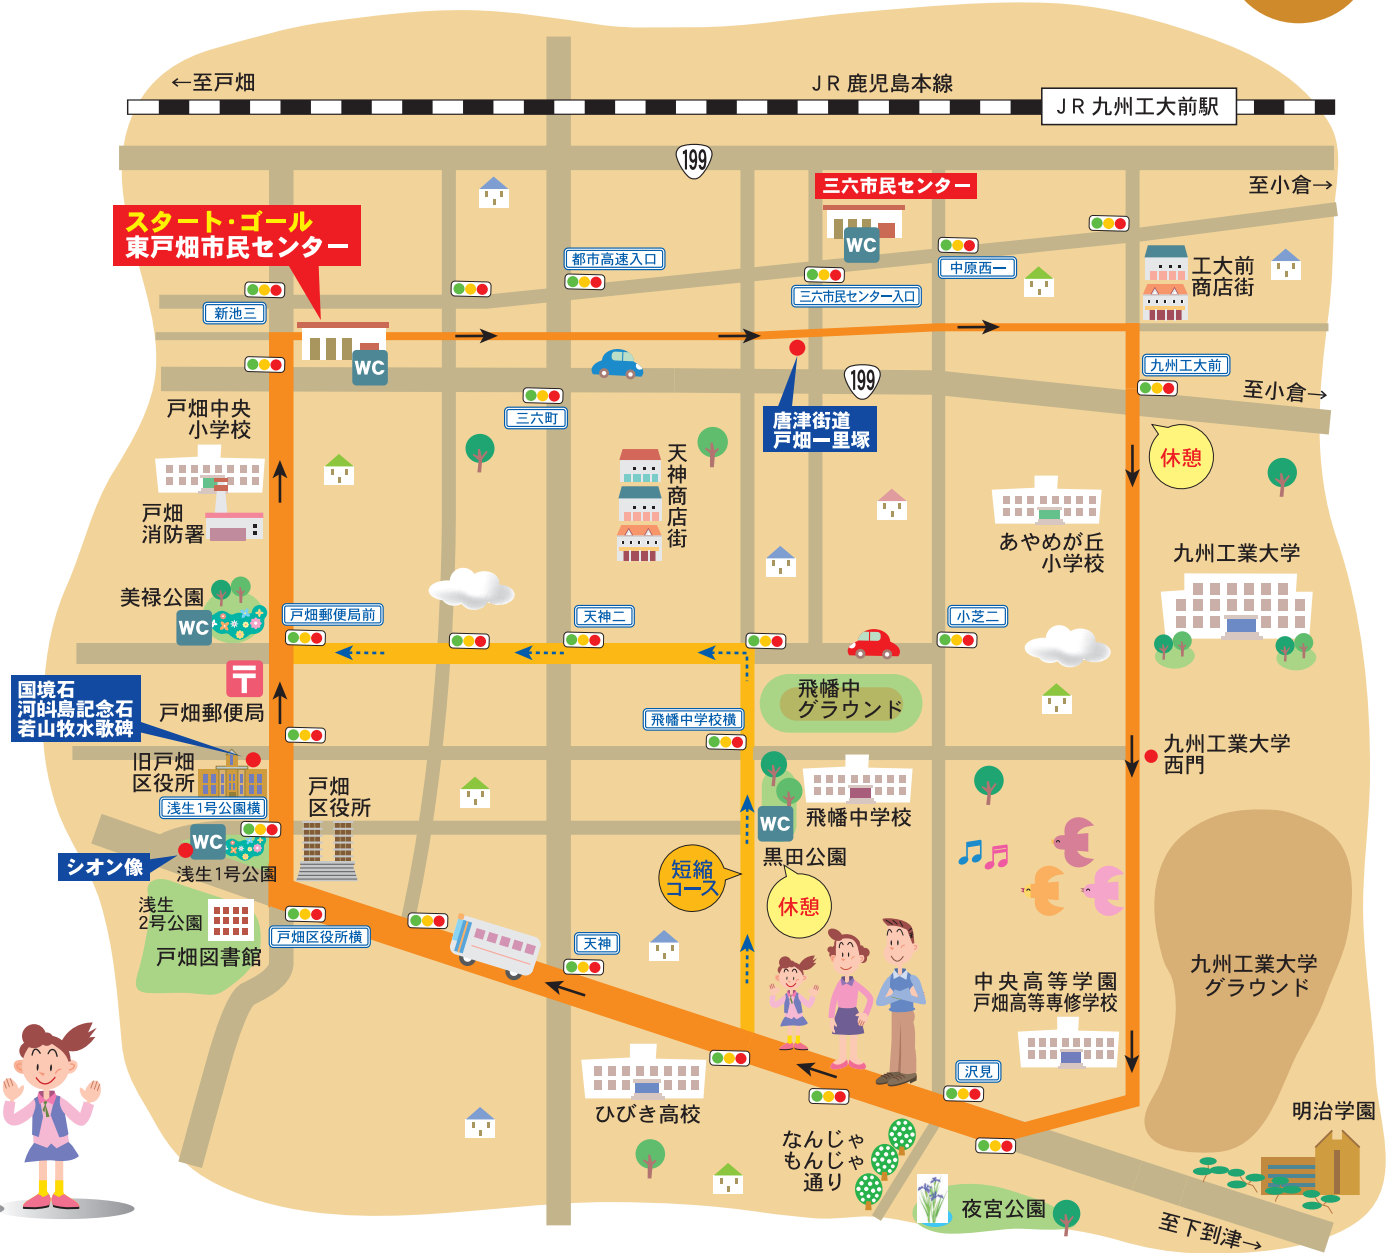 ←至戸畑
JR 鹿児島本線
JR 九州工大前駅
199
三六市民センター
至小倉→
スタート・ゴール
東戸畑市民センター
WC
都市高速入口
中原西一
工大前
商店街
三六市民センター入口
新池三
WC
199
九州工大前
至小倉→
三六町
唐津街道
戸畑一里塚
戸畑中央
小学校
天神商店街
休憩
戸畑
消防署
あやめが丘
小学校
九州工業大学
美禄公園
WC
戸畑郵便局前
天神二
小芝二
国境石
河㪷島記念石
若山牧水歌碑
戸畑郵便局
飛幡中
グラウンド
飛幡中学校横
九州工業大学
西門
旧戸畑
区役所
戸畑
区役所
浅生1号公園横
WC
飛幡中学校
WC
シオン像
浅生1号公園
黒田公園
短縮
コース
休憩
浅生
2号公園
戸畑図書館
戸畑区役所横
天神
中央高等学園
戸畑高等専修学校
九州工業大学
グラウンド
沢見
ひびき高校
明治学園
なんじゃ
もんじゃ
通り
夜宮公園
至下到津→